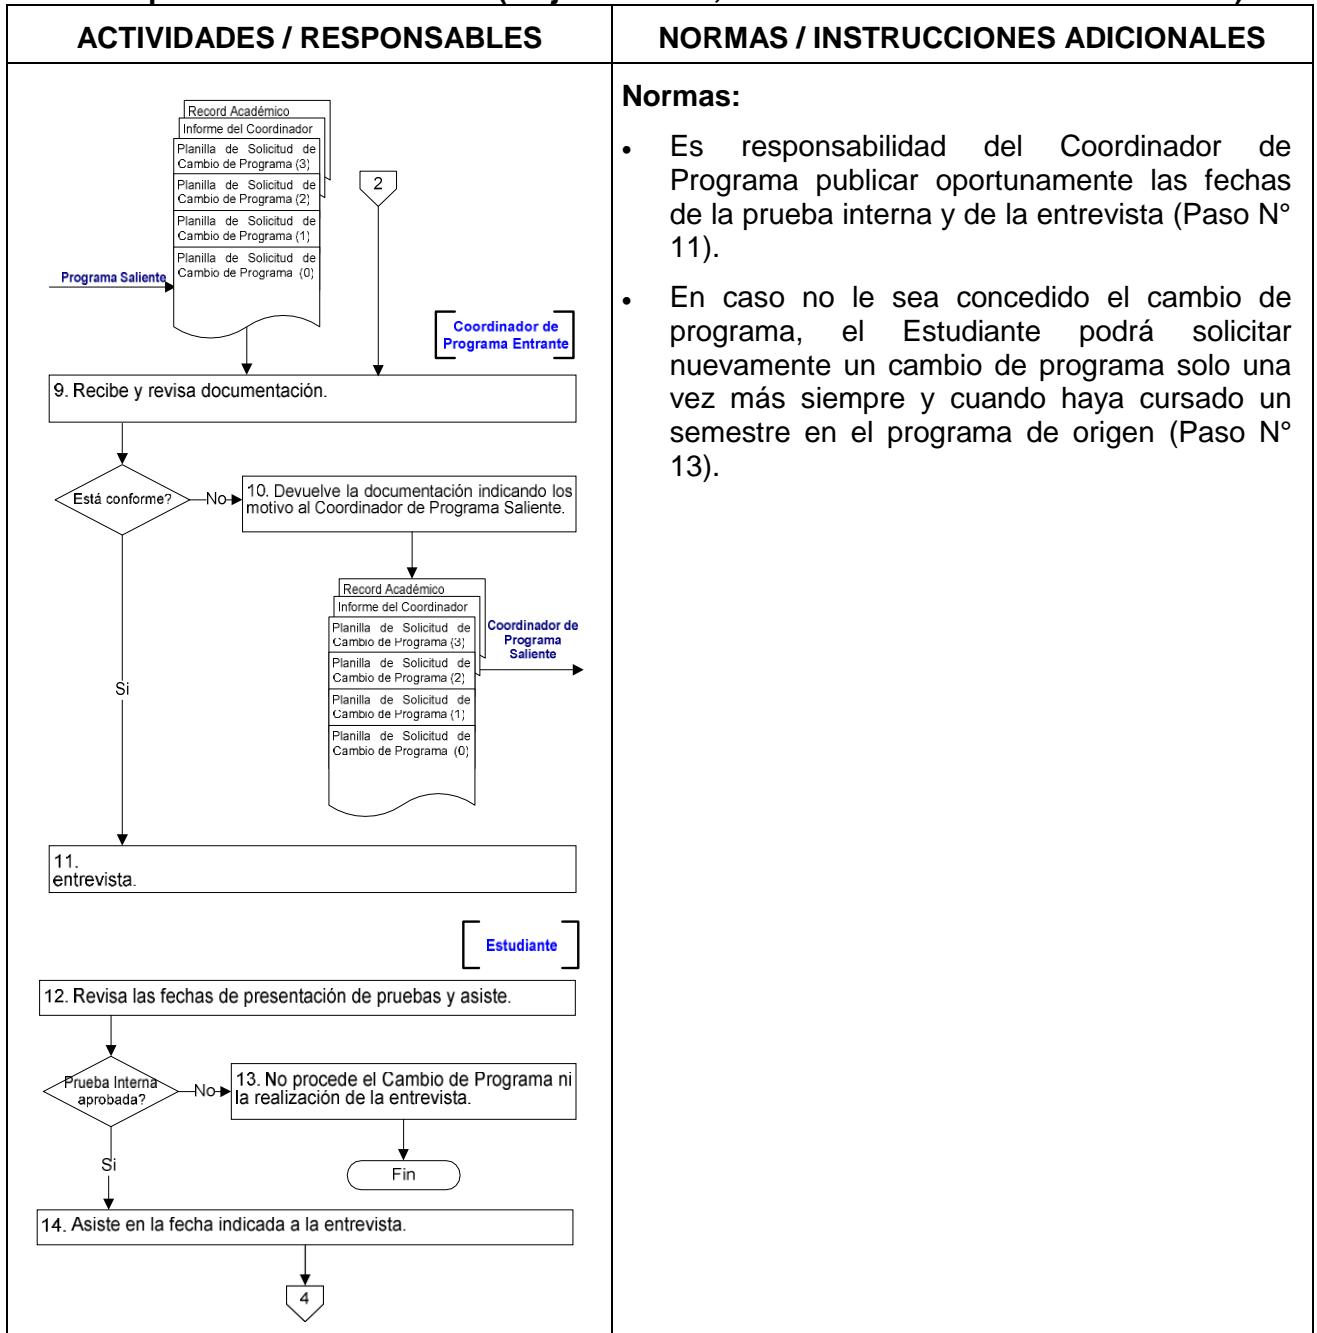 ACTIVIDADES / RESPONSABLES
NORMAS / INSTRUCCIONES ADICIONALES
Record Académico
Informe del Coordinador
Planilla de Solicitud de
Cambio de Programa (3)
Planilla de Solicitud de
Cambio de Programa (2)
Planilla de Solicitud de
Cambio de Programa (1)
Planilla de Solicitud de
Cambio de Programa (0)
2
Programa Saliente
Coordinador de
Programa Entrante
9. Recibe y revisa documentación.
Está conforme?
No
10. Devuelve la documentación indicando los
motivo al Coordinador de Programa Saliente.
Record Académico
Informe del Coordinador
Planilla de Solicitud de
Cambio de Programa (3)
Planilla de Solicitud de
Cambio de Programa (2)
Planilla de Solicitud de
Cambio de Programa (1)
Planilla de Solicitud de
Cambio de Programa (0)
Coordinador de
Programa
Saliente
Si
11.
entrevista.
Estudiante
12. Revisa las fechas de presentación de pruebas y asiste.
Prueba Interna
aprobada?
No
13. No procede el Cambio de Programa ni
la realización de la entrevista.
Si
Fin
14. Asiste en la fecha indicada a la entrevista.
4
Normas:
• Es responsabilidad del Coordinador de
Programa publicar oportunamente las fechas
de la prueba interna y de la entrevista (Paso N°
11).
• En caso no le sea concedido el cambio de
programa, el Estudiante podrá solicitar
nuevamente un cambio de programa solo una
vez más siempre y cuando haya cursado un
semestre en el programa de origen (Paso N°
13).